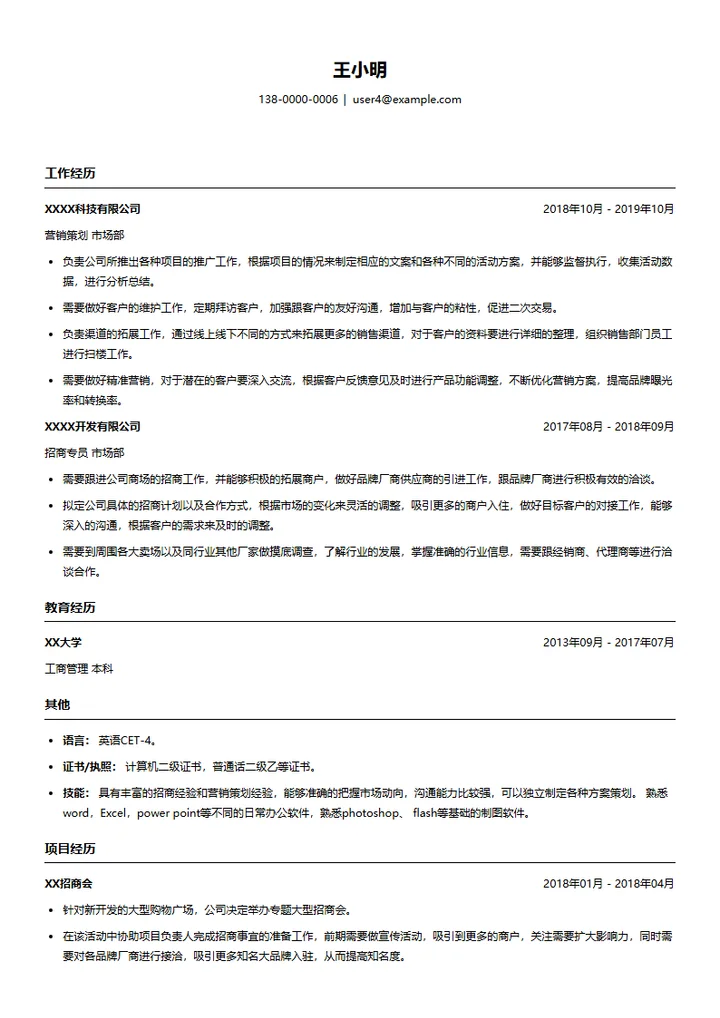 王小明
138-0000-0006 | user4@example.com
工作经历
XXXX科技有限公司 2018年10月 - 2019年10月
营销策划 市场部
• 负责公司所推出各种项目的推广工作，根据项目的情况来制定相应的文案和各种不同的活动方案，并能够监督执行，收集活动数
据，进行分析总结。
• 需要做好客户的维护工作，定期拜访客户，加强跟客户的友好沟通，增加与客户的粘性，促进二次交易。
• 负责渠道的拓展工作，通过线上线下不同的方式来拓展更多的销售渠道，对于客户的资料要进行详细的整理，组织销售部门员工
进行扫楼工作。
• 需要做好精准营销，对于潜在的客户要深入交流，根据客户反馈意见及时进行产品功能调整，不断优化营销方案，提高品牌曝光
率和转换率。
XXXX开发有限公司 2017年08月 - 2018年09月
招商专员 市场部
• 需要跟进公司商场的招商工作，并能够积极的拓展商户，做好品牌厂商供应商的引进工作，跟品牌厂商进行积极有效的洽谈。
• 拟定公司具体的招商计划以及合作方式，根据市场的变化来灵活的调整，吸引更多的商户入住，做好目标客户的对接工作，能够
深入的沟通，根据客户的需求来及时的调整。
• 需要到周围各大卖场以及同行业其他厂家做摸底调查，了解行业的发展，掌握准确的行业信息，需要跟经销商、代理商等进行洽
谈合作。
教育经历
XX大学 2013年09月 - 2017年07月
工商管理 本科
其他
• 语言： 英语CET-4。
• 证书/执照： 计算机二级证书，普通话二级乙等证书。
• 技能： 具有丰富的招商经验和营销策划经验，能够准确的把握市场动向，沟通能力比较强，可以独立制定各种方案策划。 熟悉
word，Excel，power point等不同的日常办公软件，熟悉photoshop、 flash等基础的制图软件。
项目经历
XX招商会 2018年01月 - 2018年04月
• 针对新开发的大型购物广场，公司决定举办专题大型招商会。
• 在该活动中协助项目负责人完成招商事宜的准备工作，前期需要做宣传活动，吸引到更多的商户，关注需要扩大影响力，同时需
要对各品牌厂商进行接洽，吸引更多知名大品牌入驻，从而提高知名度。